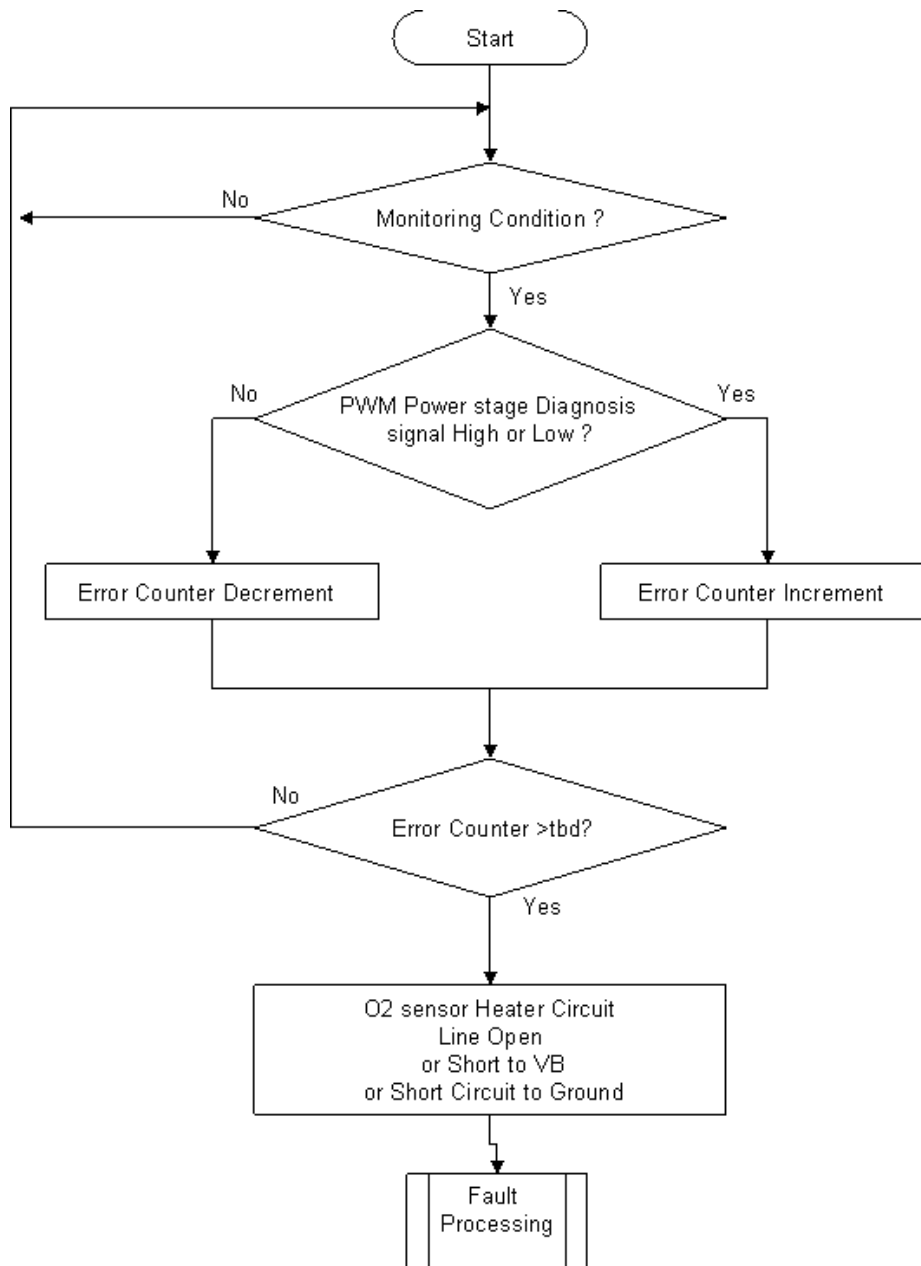 Start
No
Monitoring Condition ?
Yes
No
Yes
PWM Power stage Diagnosis
signal High or Low ?
Error Counter Decrement
Error Counter Increment
No
Error Counter >tbd?
Yes
O2 sensor Heater Circuit
Line Open
or Short to VB
or Short Circuit to Ground
Fault
Processing